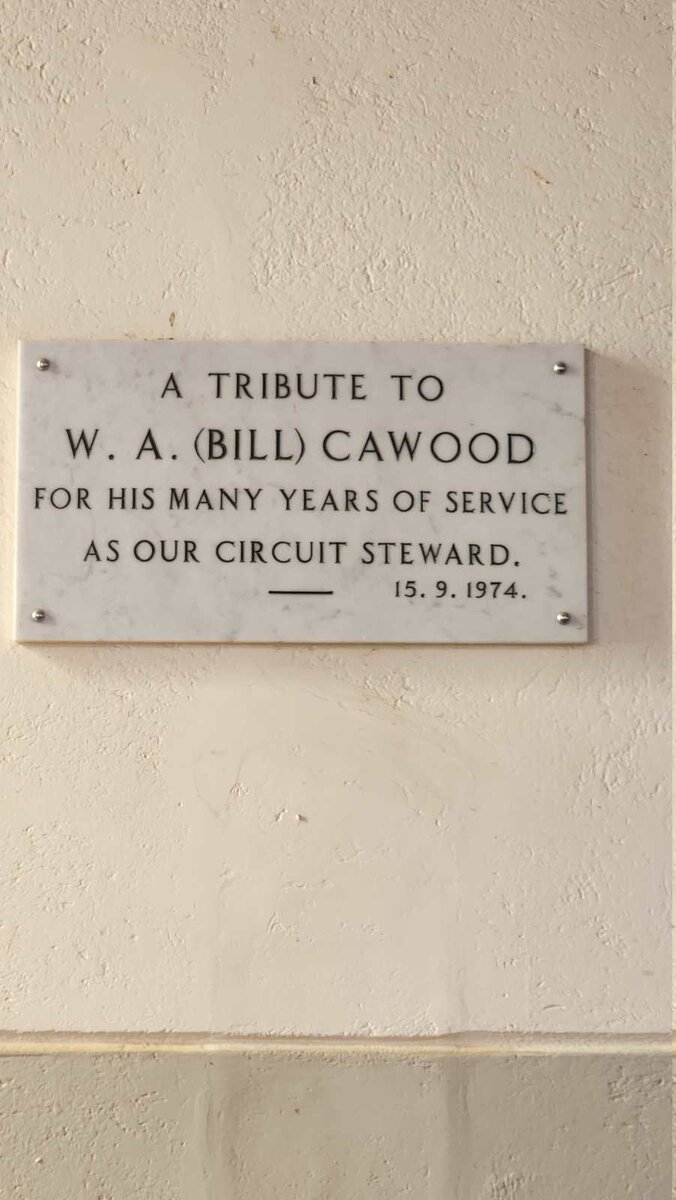 A TRIBUTE TO
W. A. (BILL) CAWOOD
FOR HIS MANY YEARS OF SERVICE
AS OUR CIRCUIT STEWARD.
15. 9. 1974.